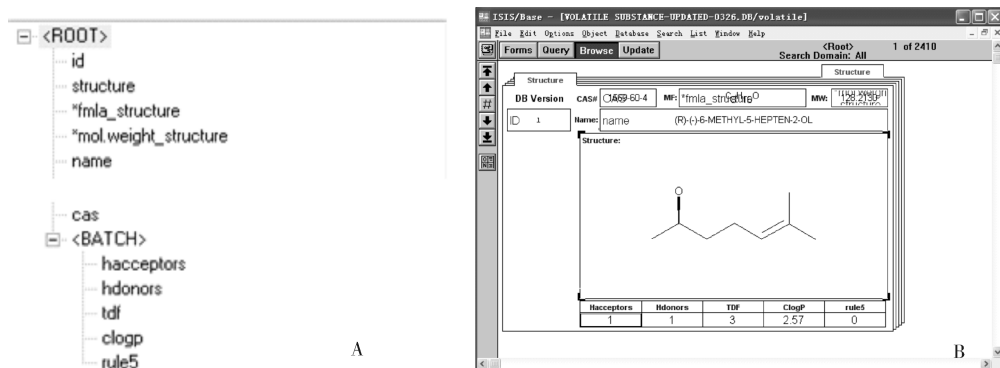 <ROOT>
id
structure
*fmla_structure
*mol.weight_structure
name
cas
<BATCH>
hacceptors
hdonors
tdf
clogp
rule5
A
ISIS/Base - [VOLATILE SUBSTANCE-UPDATED-0326.DB/volatile]
File Edit Options Object Database Search List Window Help
Forms Query Browse Update <Root> 1 of 2410
Search Domain: All
Structure Structure
DB Version CAS# MF: *fmla_structure MW:
ID 1 Name: name (R)-(-)-6-METHYL-5-HEPTEN-2-OL
Structure:
O
Hacceptors Hdonors TDF ClogP rule5
1 1 3 2.57 0
B